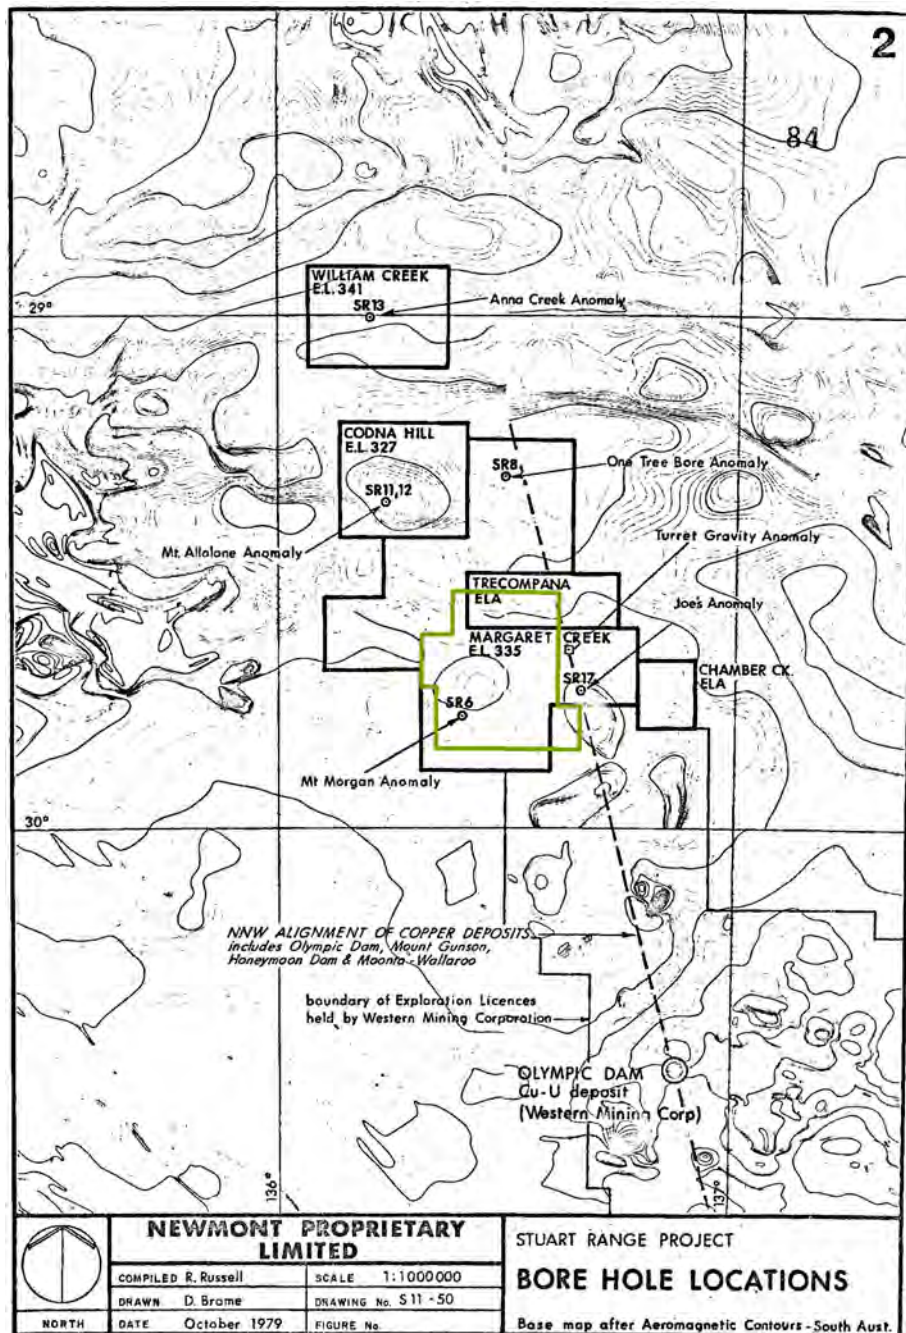 2
84
WILLIAM CREEK
E.L. 341
SR13
Anna Creek Anomaly
29°
CODNA HILL
E.L. 327
SR11,12
SR8
One Tree Bore Anomaly
Mt. Allalone Anomaly
Turret Gravity Anomaly
TRECOMPANA
ELA
Joe's Anomaly
MARGARET CREEK
E.L. 335
SR17
CHAMBER CK.
ELA
SR6
Mt Morgan Anomaly
30°
NNW ALIGNMENT OF COPPER DEPOSITS
includes Olympic Dam, Mount Gunson,
Honeymoon Dam & Moonta - Wallaroo
boundary of Exploration Licences
held by Western Mining Corporation
OLYMPIC DAM
Cu-U deposit
(Western Mining Corp)
136°
137°
NEWMONT PROPRIETARY
LIMITED
COMPILED R. Russell
SCALE 1:1000000
DRAWN D. Brame
DRAWING No. S11 - 50
NORTH
DATE October 1979
FIGURE No.
STUART RANGE PROJECT
BORE HOLE LOCATIONS
Base map after Aeromagnetic Contours - South Aust.